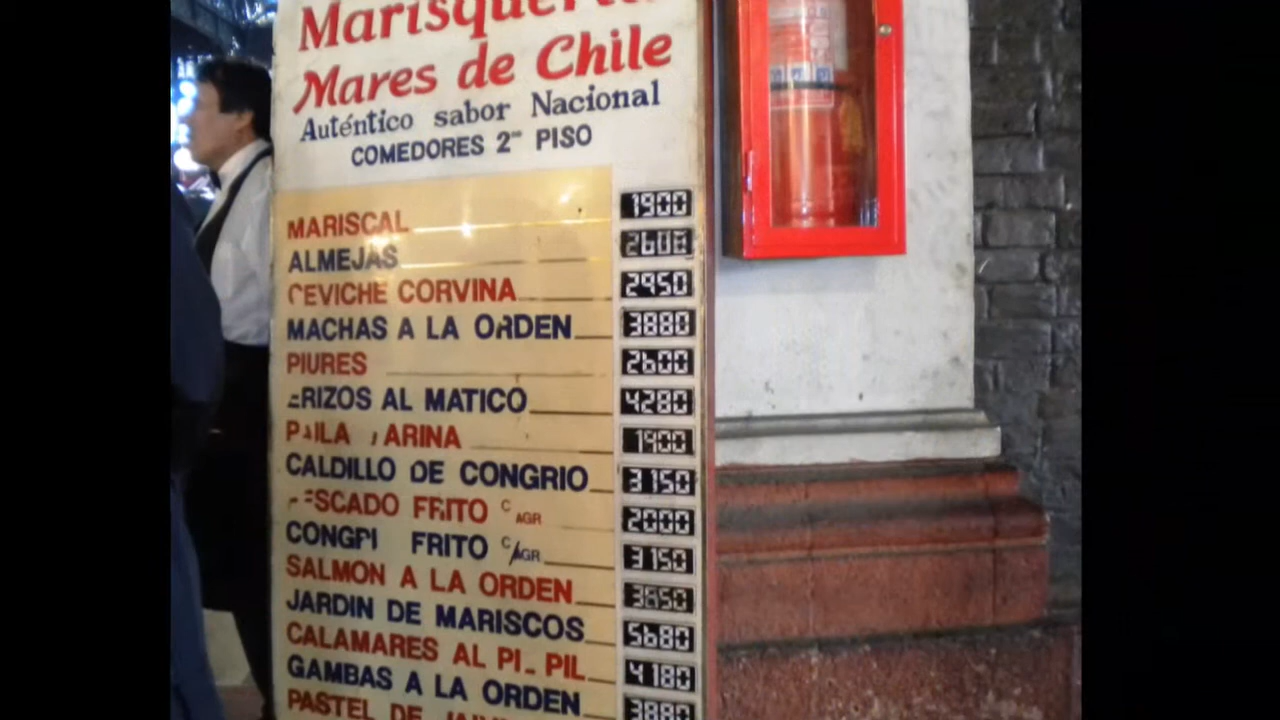 Marisquería
Mares de Chile
Auténtico sabor Nacional
COMEDORES 2do PISO
MARISCAL 1900
ALMEJAS 2600
CEVICHE CORVINA 2950
MACHAS A LA ORDEN 3880
PIURES 2600
ERIZOS AL MATICO 4280
PAILA MARINA 1900
CALDILLO DE CONGRIO 3150
PESCADO FRITO C AGR 2000
CONGRI FRITO C/AGR 3150
SALMON A LA ORDEN 3850
JARDIN DE MARISCOS 5680
CALAMARES AL PIL PIL 4180
GAMBAS A LA ORDEN 3880
PASTEL DE